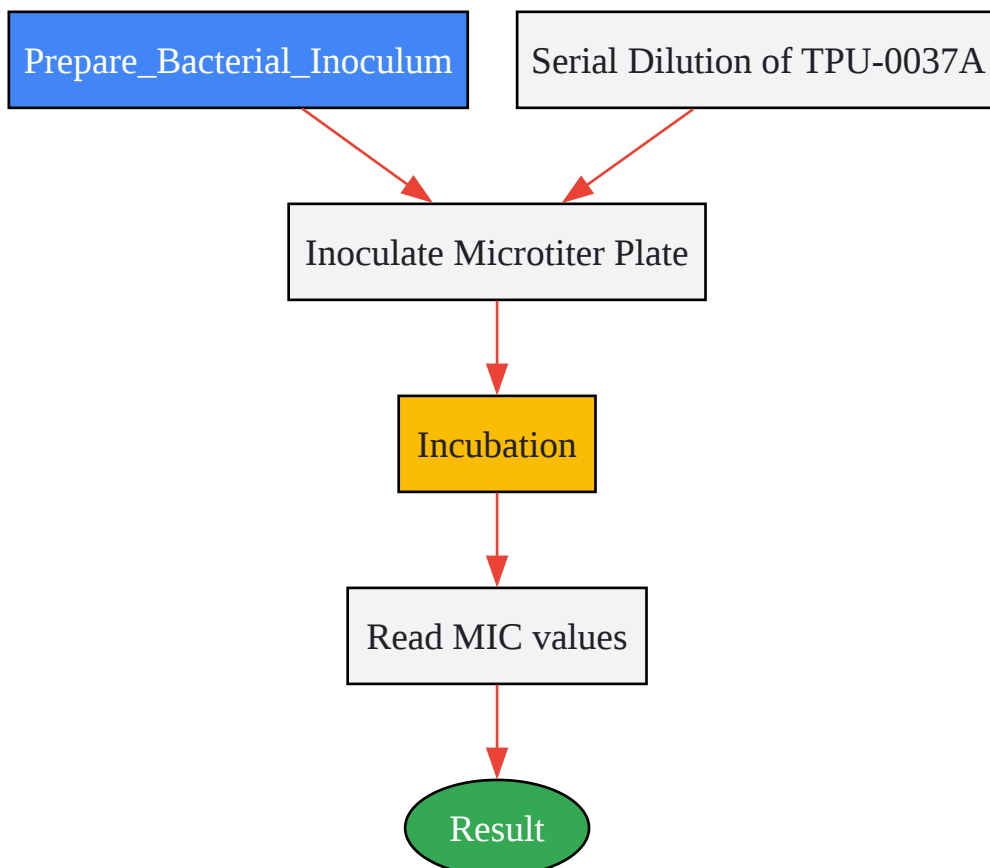 Prepare_Bacterial_Inoculum
Serial Dilution of TPU-0037A
Inoculate Microtiter Plate
Incubation
Read MIC values
Result